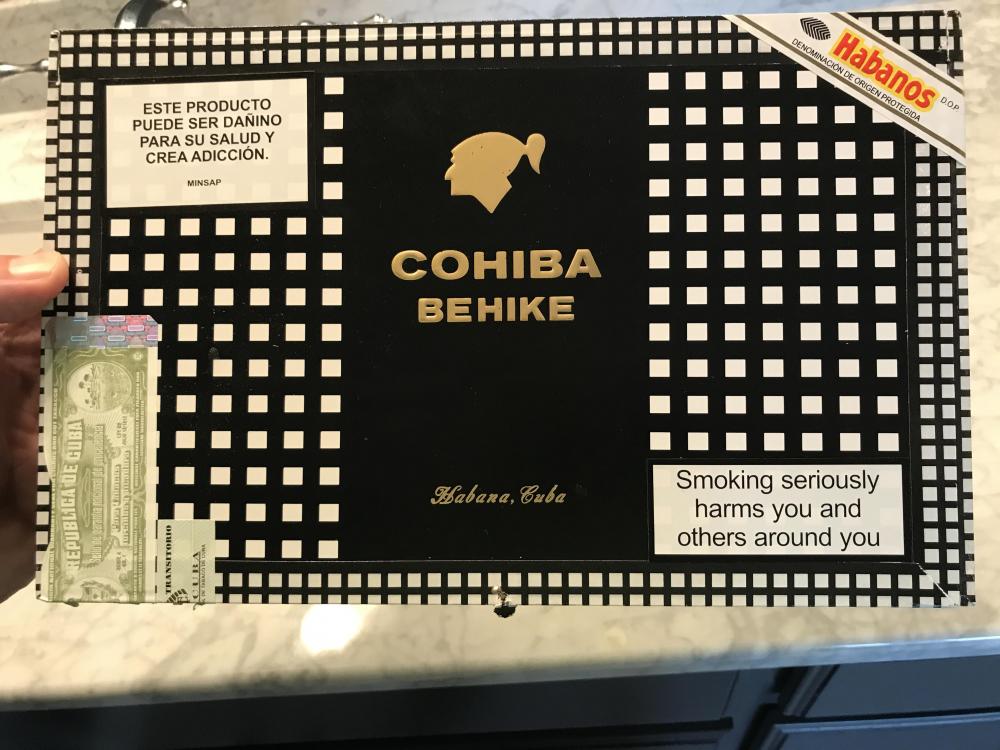 Habanos
DENOMINACIÓN DE ORIGEN PROTEGIDA
D.O.P
ESTE PRODUCTO
PUEDE SER DAÑINO
PARA SU SALUD Y
CREA ADICCIÓN.
MINSAP
COHIBA
BEHIKE
Habana, Cuba
Smoking seriously
harms you and
others around you
REPUBLICA DE CUBA
TRANSITORIO
CUBA